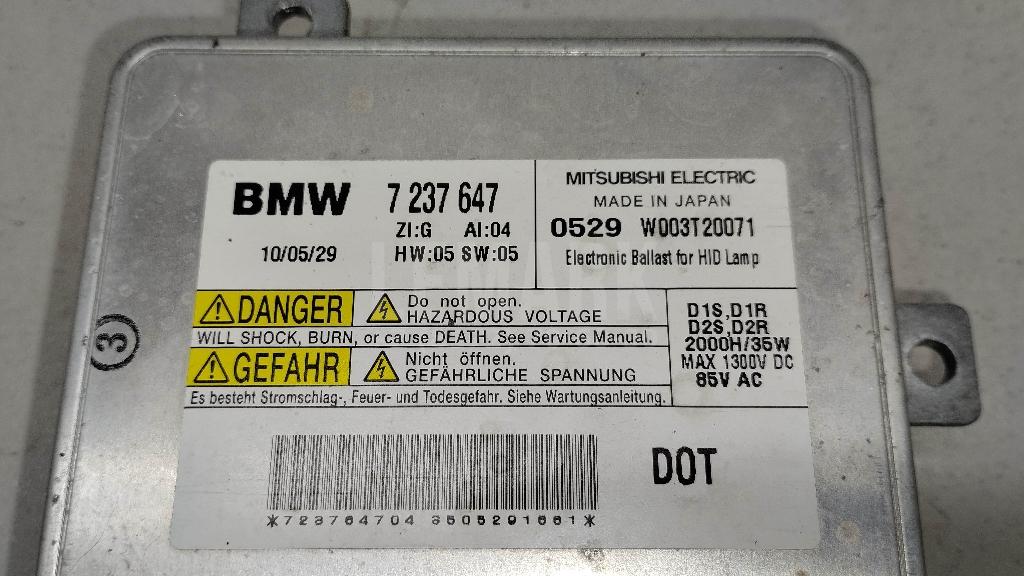 BMW 7 237 647
ZI:G AI:04
10/05/29 HW:05 SW:05
MITSUBISHI ELECTRIC
MADE IN JAPAN
0529 W003T20071
Electronic Ballast for HID Lamp
DANGER Do not open.
HAZARDOUS VOLTAGE
WILL SHOCK, BURN, or cause DEATH. See Service Manual.
GEFAHR Nicht öffnen.
GEFÄHRLICHE SPANNUNG
Es besteht Stromschlag-, Feuer- und Todesgefahr. Siehe Wartungsanleitung.
D1S,D1R
D2S,D2R
2000H/35W
MAX 1300V DC
85V AC
DOT
*723764704 3505291661*
3